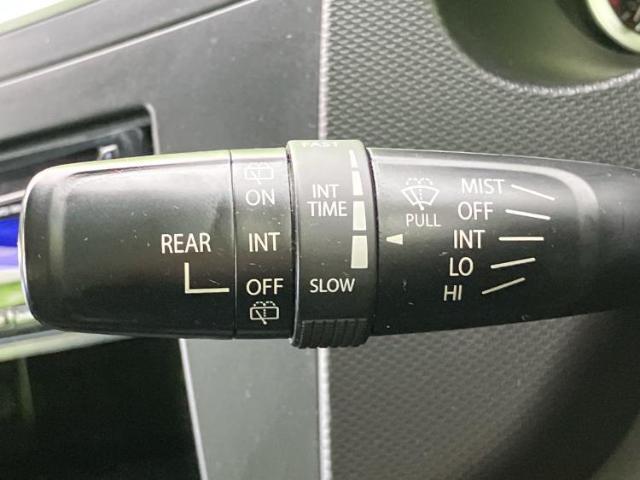 FAST
ON
INT
TIME
REAR
INT
OFF
SLOW
PULL
MIST
OFF
INT
LO
HI